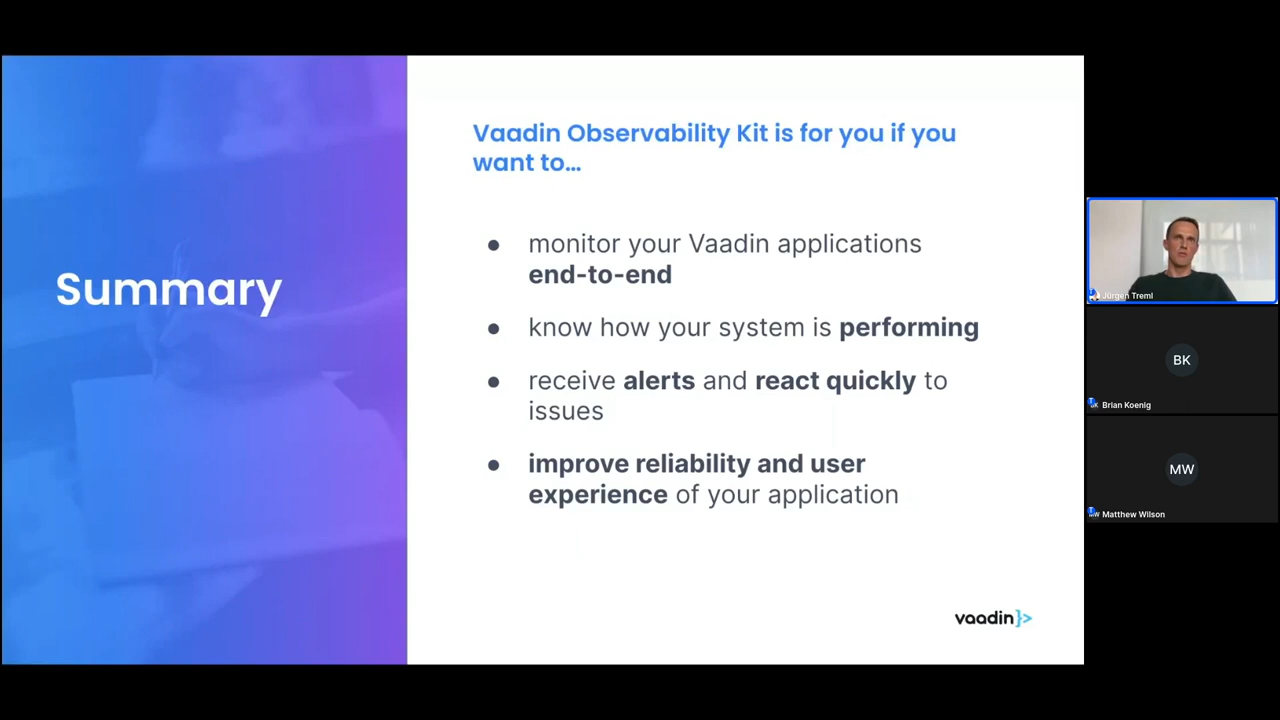 Summary
Vaadin Observability Kit is for you if you
want to…
● monitor your Vaadin applications
end-to-end
● know how your system is performing
● receive alerts and react quickly to
issues
● improve reliability and user
experience of your application
vaadin}>
Jürgen Treml
BK
Brian Koenig
MW
Matthew Wilson